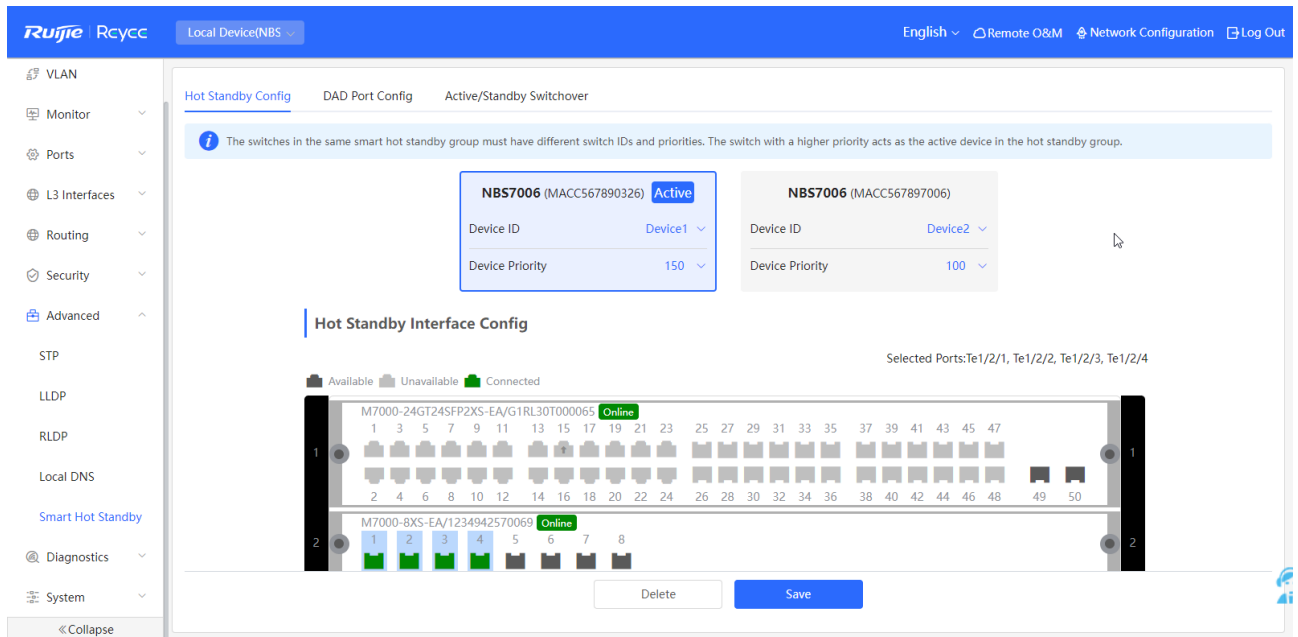 Ruijie Rcycc Local Device(NBS English Remote O&M Network Configuration Log Out
VLAN
Monitor
Ports
L3 Interfaces
Routing
Security
Advanced
STP
LLDP
RLDP
Local DNS
Smart Hot Standby
Diagnostics
System
«Collapse
Hot Standby Config DAD Port Config Active/Standby Switchover
i The switches in the same smart hot standby group must have different switch IDs and priorities. The switch with a higher priority acts as the active device in the hot standby group.
NBS7006 (MACC567890326) Active
Device ID Device1
Device Priority 150
NBS7006 (MACC567897006)
Device ID Device2
Device Priority 100
Hot Standby Interface Config
Selected Ports:Te1/2/1, Te1/2/2, Te1/2/3, Te1/2/4
Available Unavailable Connected
M7000-24GT24SFP2XS-EA/G1RL30T000065 Online
1 3 5 7 9 11 13 15 17 19 21 23 25 27 29 31 33 35 37 39 41 43 45 47
1 1
2 4 6 8 10 12 14 16 18 20 22 24 26 28 30 32 34 36 38 40 42 44 46 48 49 50
M7000-8XS-EA/1234942570069 Online
2 1 2 3 4 5 6 7 8 2
Delete Save